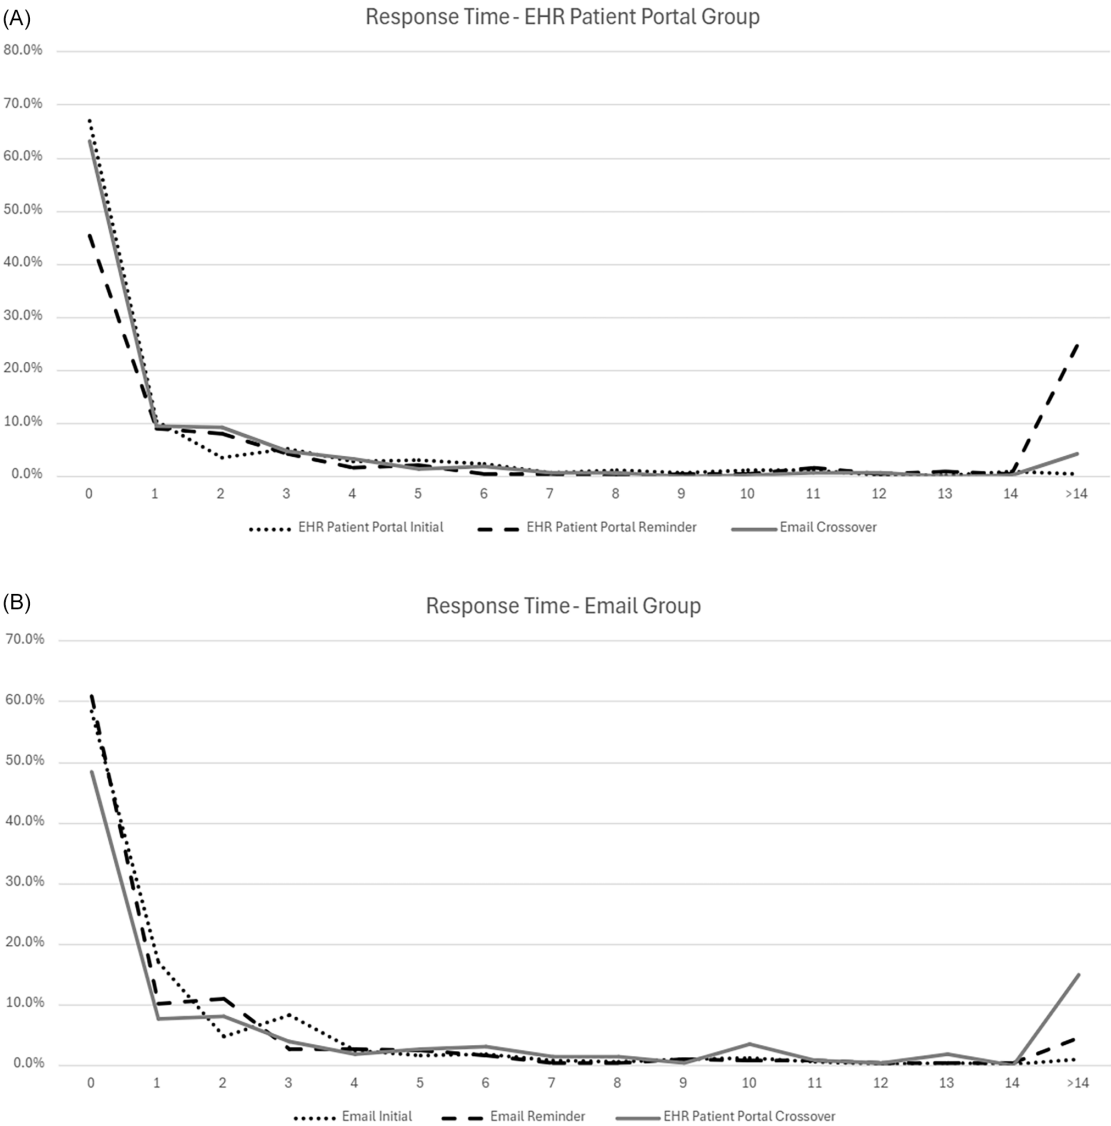 (A)
Response Time - EHR Patient Portal Group
80.0%
70.0%
60.0%
50.0%
40.0%
30.0%
20.0%
10.0%
0.0%
0 1 2 3 4 5 6 7 8 9 10 11 12 13 14 >14
EHR Patient Portal Initial EHR Patient Portal Reminder Email Crossover
(B)
Response Time - Email Group
70.0%
60.0%
50.0%
40.0%
30.0%
20.0%
10.0%
0.0%
0 1 2 3 4 5 6 7 8 9 10 11 12 13 14 >14
Email Initial Email Reminder EHR Patient Portal Crossover